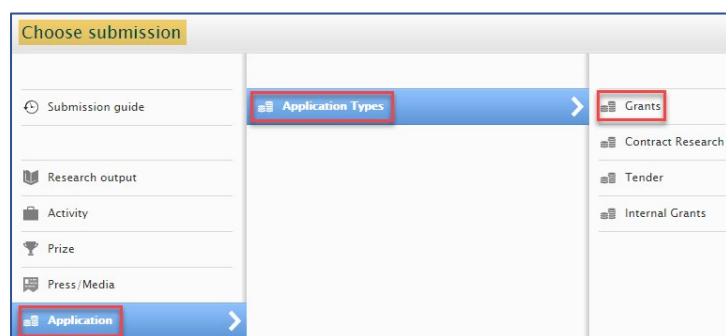 Choose submission
Submission guide
Research output
Activity
Prize
Press/Media
Application
Application Types
Grants
Contract Research
Tender
Internal Grants